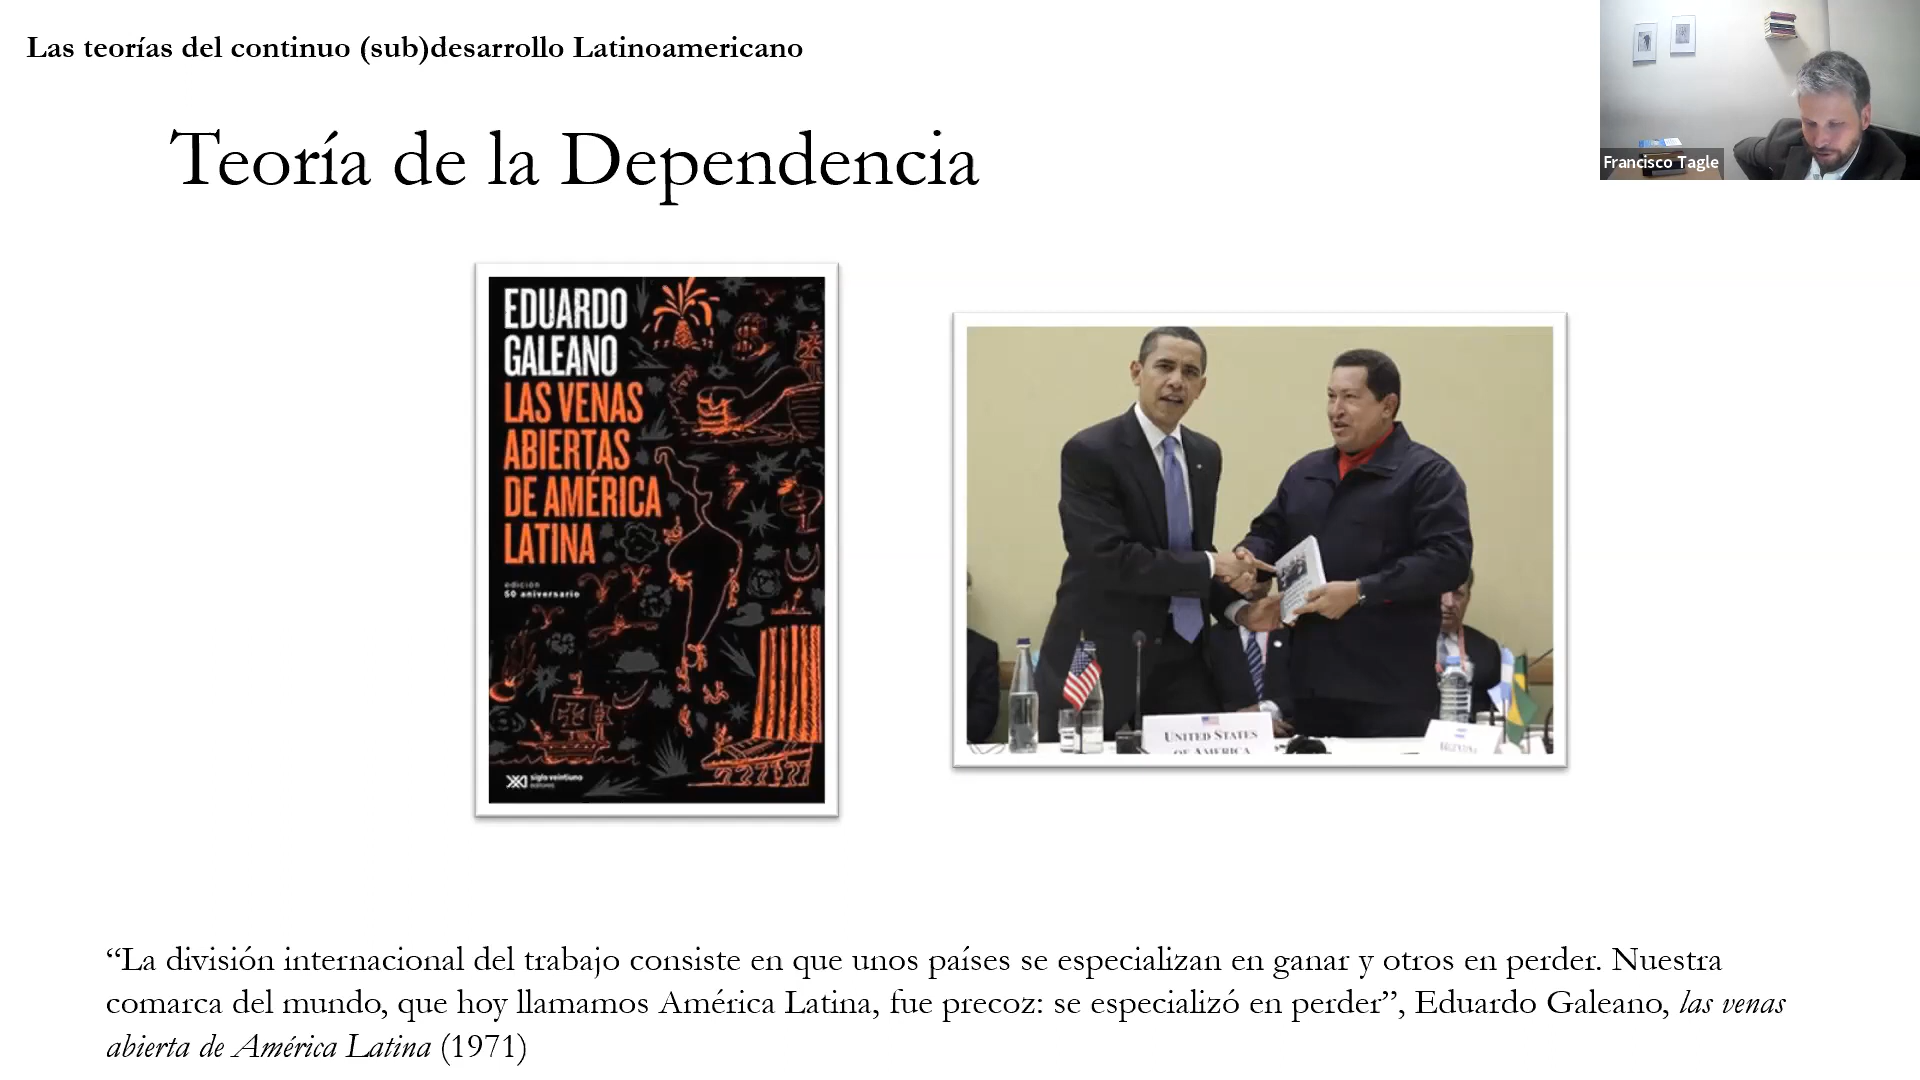 Las teorías del continuo (sub)desarrollo Latinoamericano
Francisco Tagle
Teoría de la Dependencia
EDUARDO
GALEANO
LAS VENAS
ABIERTAS
DE AMÉRICA
LATINA
edición
50 aniversario
siglo veintiuno
editores
UNITED STATES
OF AMERICA
ARGENTINA
“La división internacional del trabajo consiste en que unos países se especializan en ganar y otros en perder. Nuestra
comarca del mundo, que hoy llamamos América Latina, fue precoz: se especializó en perder”, Eduardo Galeano, las venas
abierta de América Latina (1971)